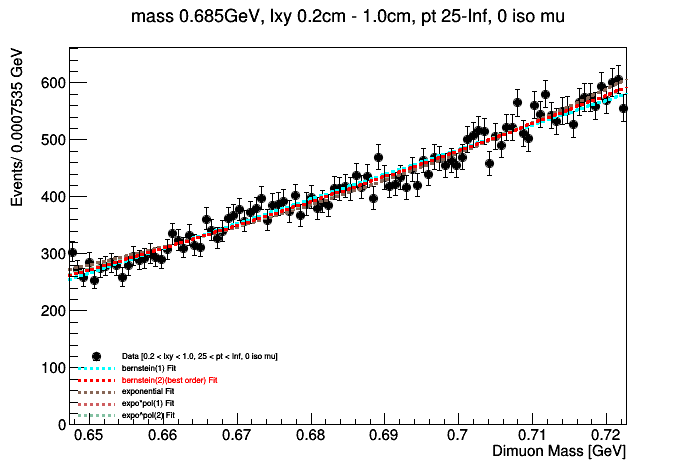 mass 0.685GeV, lxy 0.2cm - 1.0cm, pt 25-Inf, 0 iso mu
Events/ 0.0007535 GeV
600
500
400
300
200
100
0
Data [0.2 < lxy < 1.0, 25 < pt < Inf, 0 iso mu]
bernstein(1) Fit
bernstein(2)(best order) Fit
exponential Fit
expo*pol(1) Fit
expo^pol(2) Fit
0.65 0.66 0.67 0.68 0.69 0.7 0.71 0.72
Dimuon Mass [GeV]